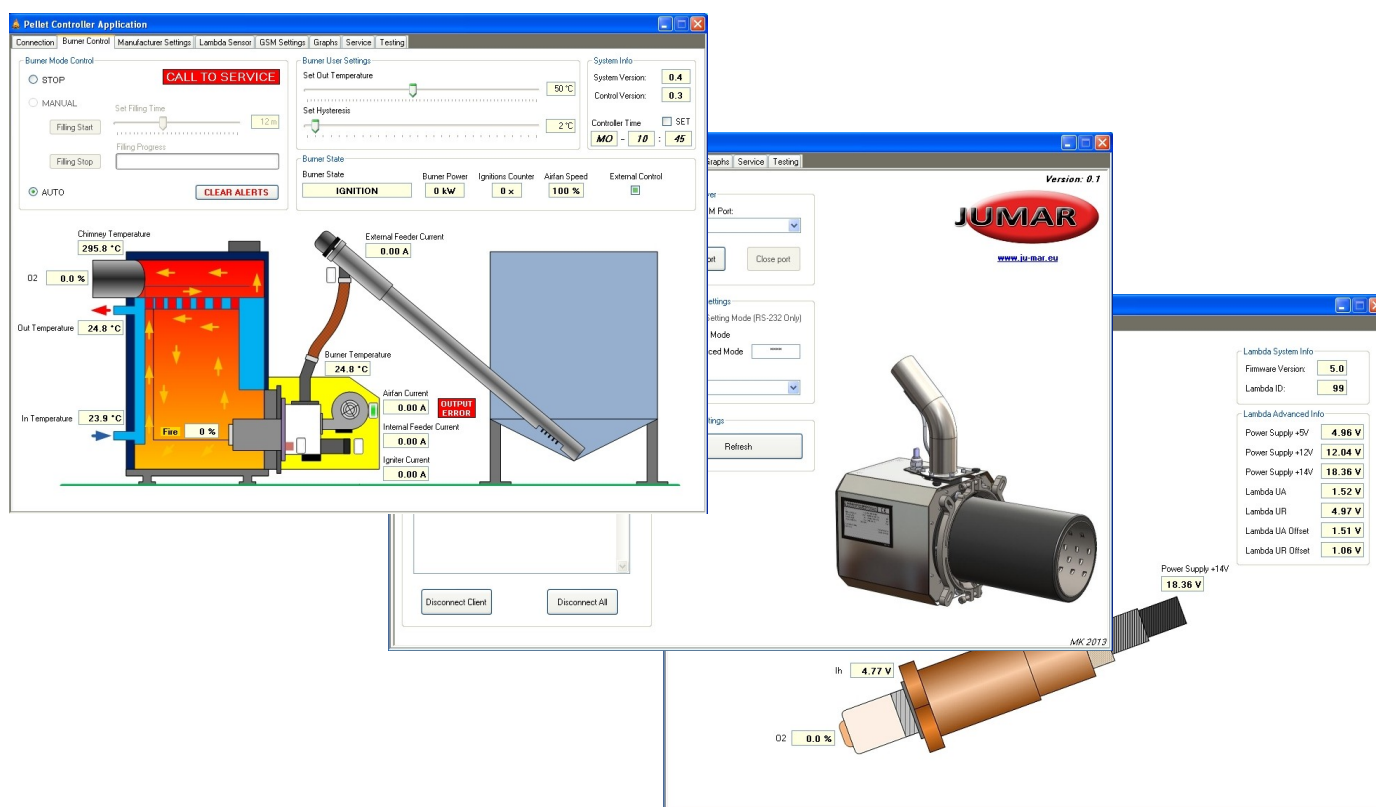 Pellet Controller Application
Connection Burner Control Manufacturer Settings Lambda Sensor GSM Settings Graphs Service Testing
Burner Mode Control
STOP
CALL TO SERVICE
MANUAL
Set Filling Time
Filling Start
12 m
Filling Progress
Filling Stop
AUTO
CLEAR ALERTS
Burner User Settings
Set Out Temperature
50 °C
Set Hysteresis
2 °C
System Info
System Version: 0.4
Control Version: 0.3
Controller Time SET
MO - 10 : 45
Burner State
Burner State Burner Power Ignitions Counter Airfan Speed External Control
IGNITION 0 kW 0 x 100 %
Chimney Temperature
295.8 °C
O2 0.0 %
Out Temperature 24.8 °C
In Temperature 23.9 °C
Fire 0 %
External Feeder Current
0.00 A
Burner Temperature
24.8 °C
Airfan Current
0.00 A
OUTPUT
ERROR
Internal Feeder Current
0.00 A
Igniter Current
0.00 A
Graphs Service Testing
Version: 0.1
M Port:
JUMAR
www.ju-mar.eu
Close port
ettings
Setting Mode (RS-232 Only)
Mode
ced Mode ****
tings
Refresh
Disconnect Client Disconnect All
MK 2013
Lambda System Info
Firmware Version: 5.0
Lambda ID: 99
Lambda Advanced Info
Power Supply +5V 4.96 V
Power Supply +12V 12.04 V
Power Supply +14V 18.36 V
Lambda UA 1.52 V
Lambda UR 4.97 V
Lambda UA Offset 1.51 V
Lambda UR Offset 1.06 V
Power Supply +14V
18.36 V
Ih 4.77 V
O2 0.0 %